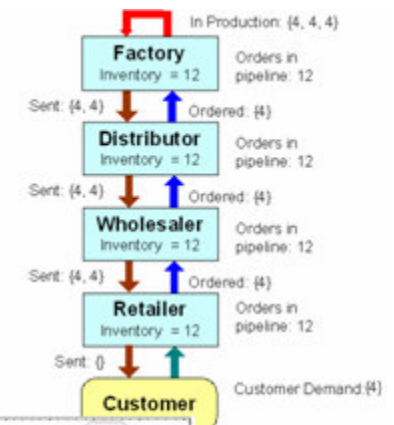 In Production: {4, 4, 4}
Factory
Inventory = 12
Orders in
pipeline: 12
Sent: {4, 4}
Ordered: {4}
Distributor
Inventory = 12
Orders in
pipeline: 12
Sent: {4, 4}
Ordered: {4}
Wholesaler
Inventory = 12
Orders in
pipeline: 12
Sent: {4, 4}
Ordered: {4}
Retailer
Inventory = 12
Orders in
pipeline: 12
Sent: {}
Customer Demand:{4}
Customer